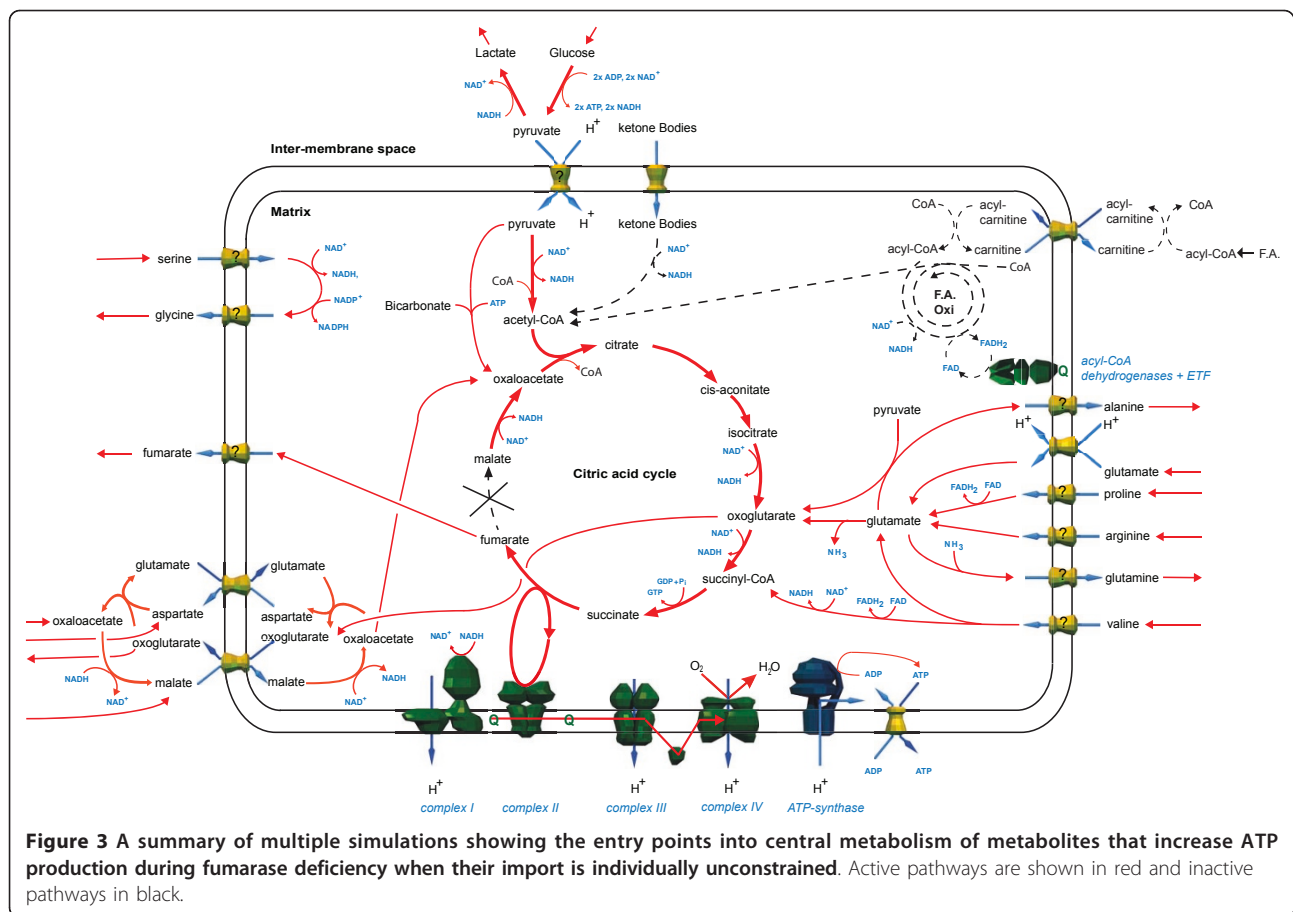 Lactate
Glucose
NAD+
NADH
2x ADP, 2x NAD+
2x ATP, 2x NADH
pyruvate
H+
ketone Bodies
Inter-membrane space
?
Matrix
pyruvate
H+
ketone Bodies
NAD+
NADH
CoA
NAD+
NADH
Bicarbonate
ATP
acetyl-CoA
CoA
acyl-
carnitine
acyl-CoA
carnitine
CoA
acyl-
carnitine
CoA
carnitine
acyl-CoA
F.A.
F.A.
Oxi
NAD+
NADH
FADH2
FAD
Q
acyl-CoA
dehydrogenases + ETF
serine
?
NAD+
NADH,
NADP+
NADPH
glycine
?
citrate
oxaloacetate
CoA
cis-aconitate
isocitrate
NADH
NAD+
malate
NAD+
NADH
Citric acid cycle
fumarate
?
fumarate
oxoglutarate
NAD+
NADH
succinyl-CoA
GDP+Pi
GTP
succinate
pyruvate
glutamate
NH3
NH3
NADH
NAD+
FADH2
FAD
FADH2
FAD
?
alanine
H+
H+
glutamate
?
proline
?
arginine
?
glutamine
?
valine
glutamate
glutamate
aspartate
aspartate
oxaloacetate
oxoglutarate
oxoglutarate
oxaloacetate
NADH
NAD+
malate
malate
NADH
NAD+
NAD+
NADH
Q
Q
O2
H2O
ADP
ATP
ADP
ATP
H+
H+
H+
H+
complex I
complex II
complex III
complex IV
ATP-synthase
Figure 3 A summary of multiple simulations showing the entry points into central metabolism of metabolites that increase ATP
production during fumarase deficiency when their import is individually unconstrained. Active pathways are shown in red and inactive
pathways in black.